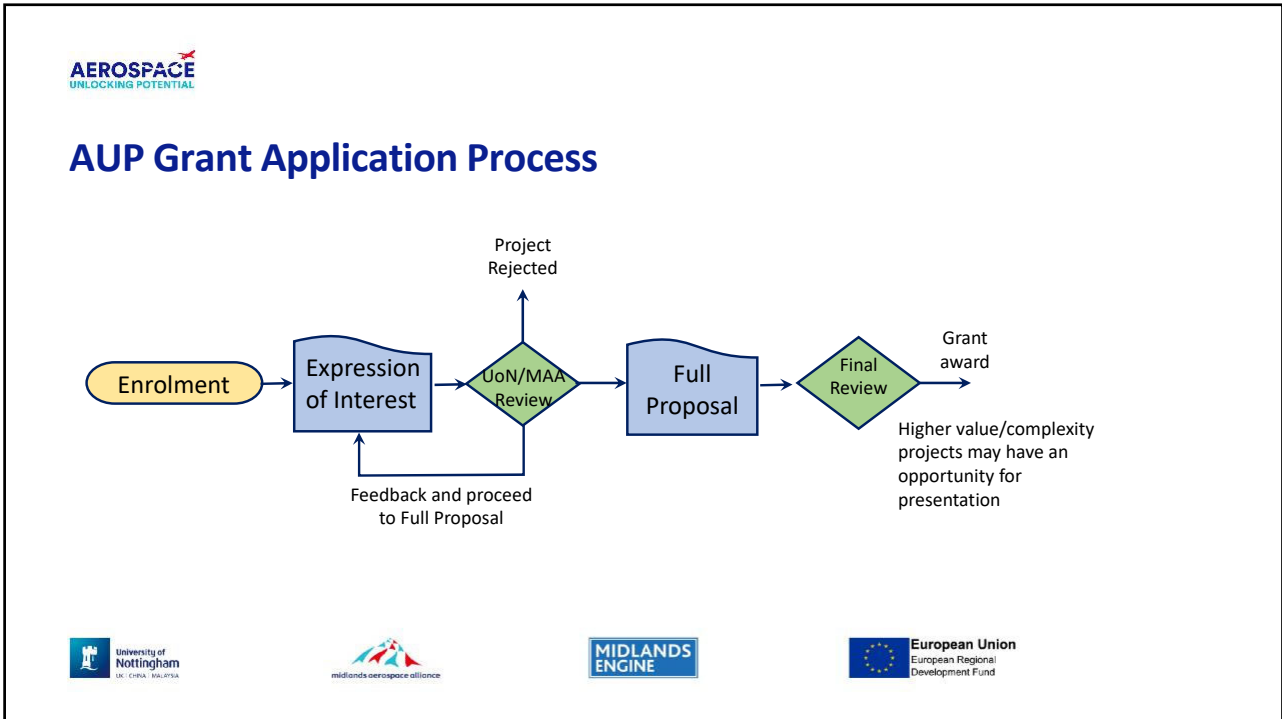 AEROSPACE
UNLOCKING POTENTIAL
AUP Grant Application Process
Project
Rejected
Enrolment
Expression
of Interest
UoN/MAA
Review
Full
Proposal
Final
Review
Grant
award
Higher value/complexity
projects may have an
opportunity for
presentation
Feedback and proceed
to Full Proposal
University of
Nottingham
UK | CHINA | MALAYSIA
midlands aerospace alliance
MIDLANDS
ENGINE
European Union
European Regional
Development Fund